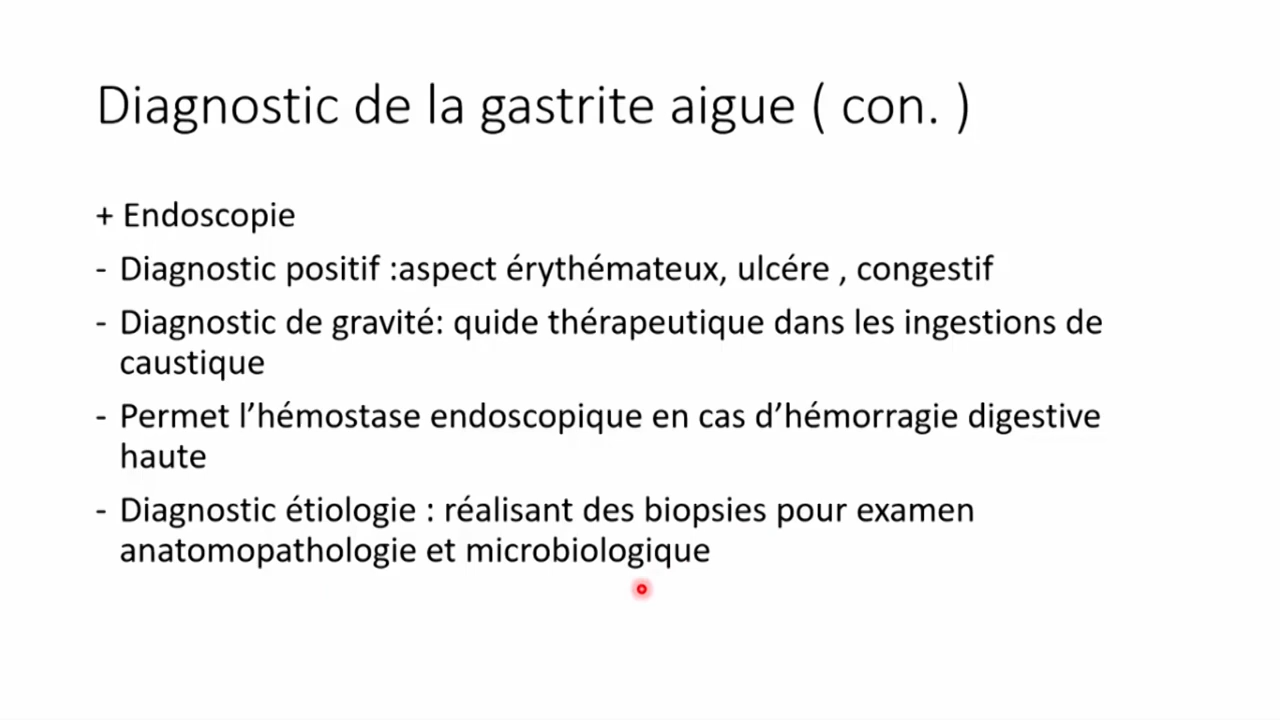 Diagnostic de la gastrite aigue ( con. )
+ Endoscopie
- Diagnostic positif :aspect érythémateux, ulcére , congestif
- Diagnostic de gravité: quide thérapeutique dans les ingestions de
caustique
- Permet l’hémostase endoscopique en cas d’hémorragie digestive
haute
- Diagnostic étiologie : réalisant des biopsies pour examen
anatomopathologie et microbiologique